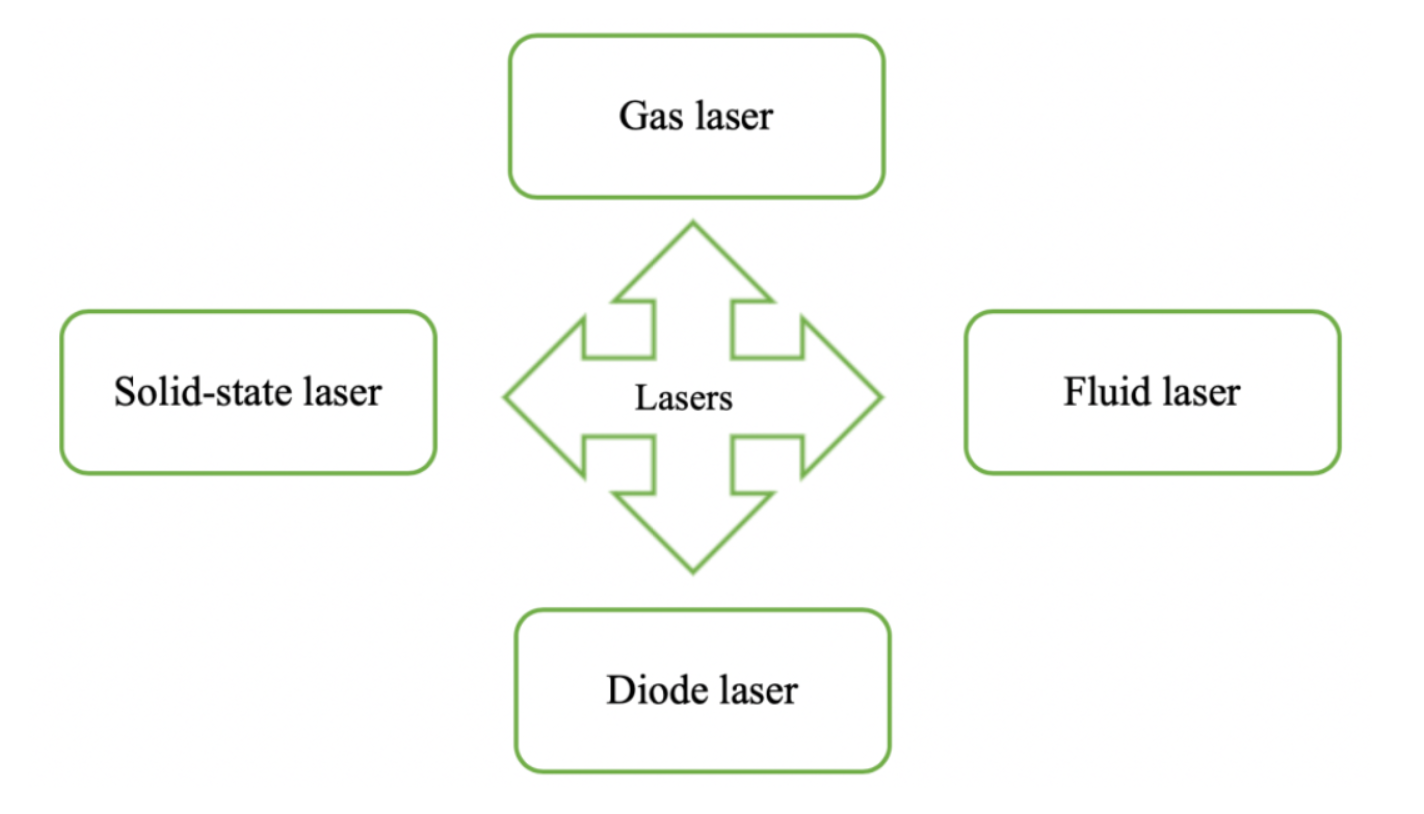 Gas laser
Solid-state laser
Lasers
Fluid laser
Diode laser